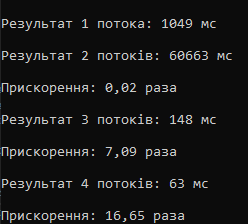 Результат 1 потока: 1049 мс
Результат 2 потоків: 60663 мс
Прискорення: 0,02 раза
Результат 3 потоків: 148 мс
Прискорення: 7,09 раза
Результат 4 потоків: 63 мс
Прискорення: 16,65 раза